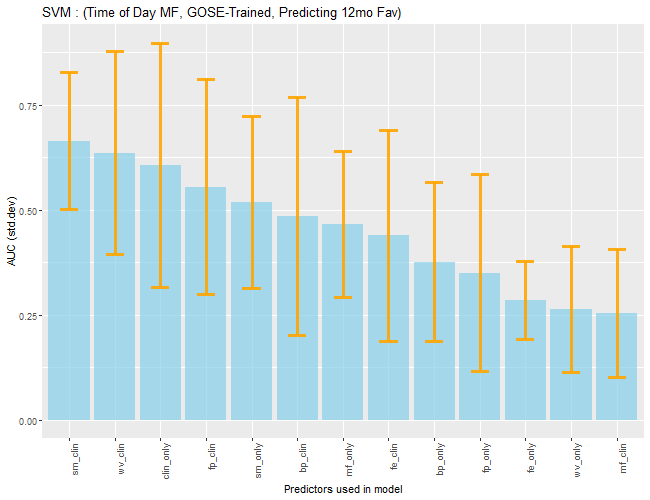 SVM : (Time of Day MF, GOSE-Trained, Predicting 12mo Fav)
AUC (std.dev)
0.75
0.50
0.25
0.00
sm_clin
wv_clin
clin_only
fp_clin
sm_only
bp_clin
mf_only
fe_clin
bp_only
fp_only
fe_only
wv_only
mf_clin
Predictors used in model